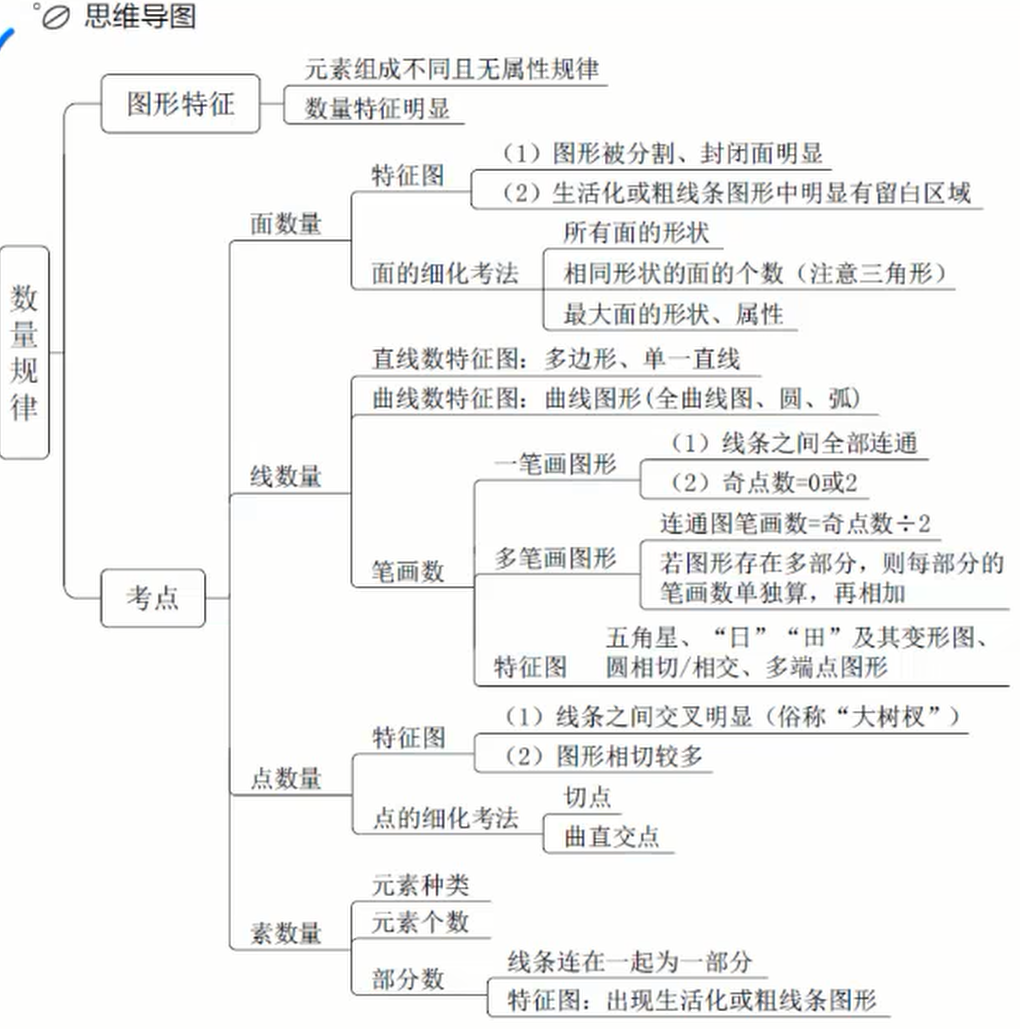 思维导图
元素组成不同且无属性规律
图形特征
数量特征明显
（1）图形被分割、封闭面明显
特征图
（2）生活化或粗线条图形中明显有留白区域
面数量
所有面的形状
面的细化考法
相同形状的面的个数（注意三角形）
最大面的形状、属性
数量规律
直线数特征图：多边形、单一直线
曲线数特征图：曲线图形(全曲线图、圆、弧)
（1）线条之间全部连通
一笔画图形
（2）奇点数=0或2
线数量
连通图笔画数=奇点数÷2
多笔画图形
若图形存在多部分，则每部分的
笔画数单独算，再相加
笔画数
考点
五角星、“日”“田”及其变形图、
特征图
圆相切/相交、多端点图形
（1）线条之间交叉明显（俗称“大树杈”）
特征图
（2）图形相切较多
点数量
切点
点的细化考法
曲直交点
元素种类
元素个数
素数量
线条连在一起为一部分
部分数
特征图：出现生活化或粗线条图形